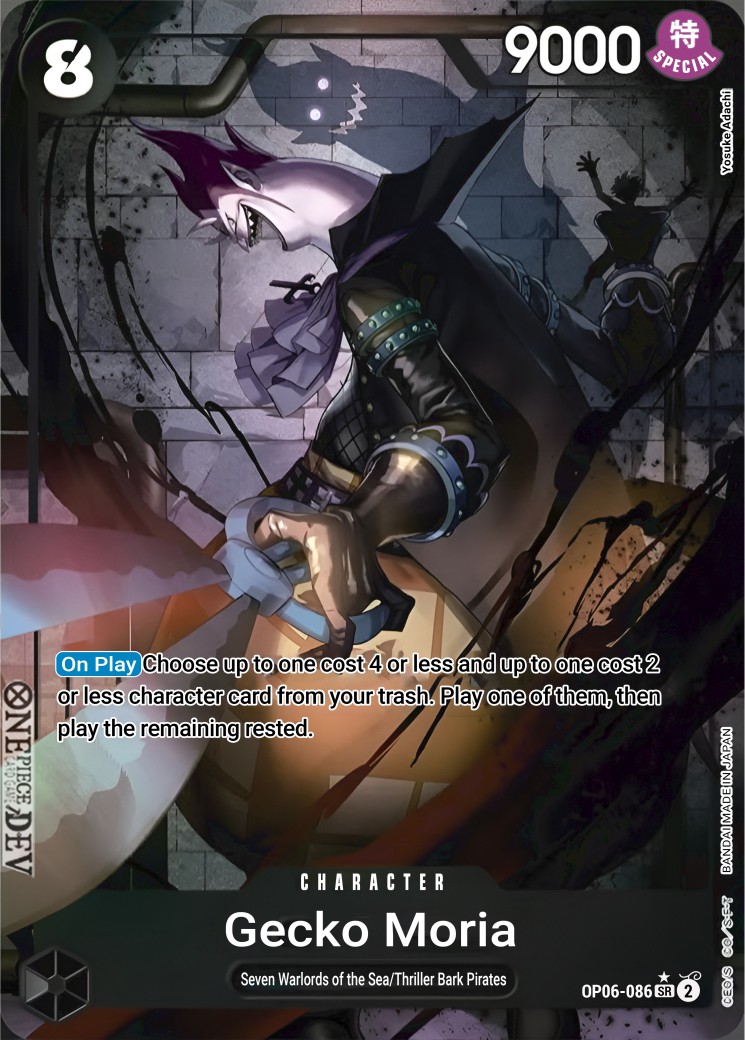 8
9000
特
SPECIAL
Yosuke Adachi
On Play Choose up to one cost 4 or less and up to one cost 2
or less character card from your trash. Play one of them, then
play the remaining rested.
ONE PIECE
CARD GAME
/DEV
BANDAI MADE IN JAPAN
CHARACTER
Gecko Moria
Seven Warlords of the Sea/Thriller Bark Pirates
OP06-086 SR 2